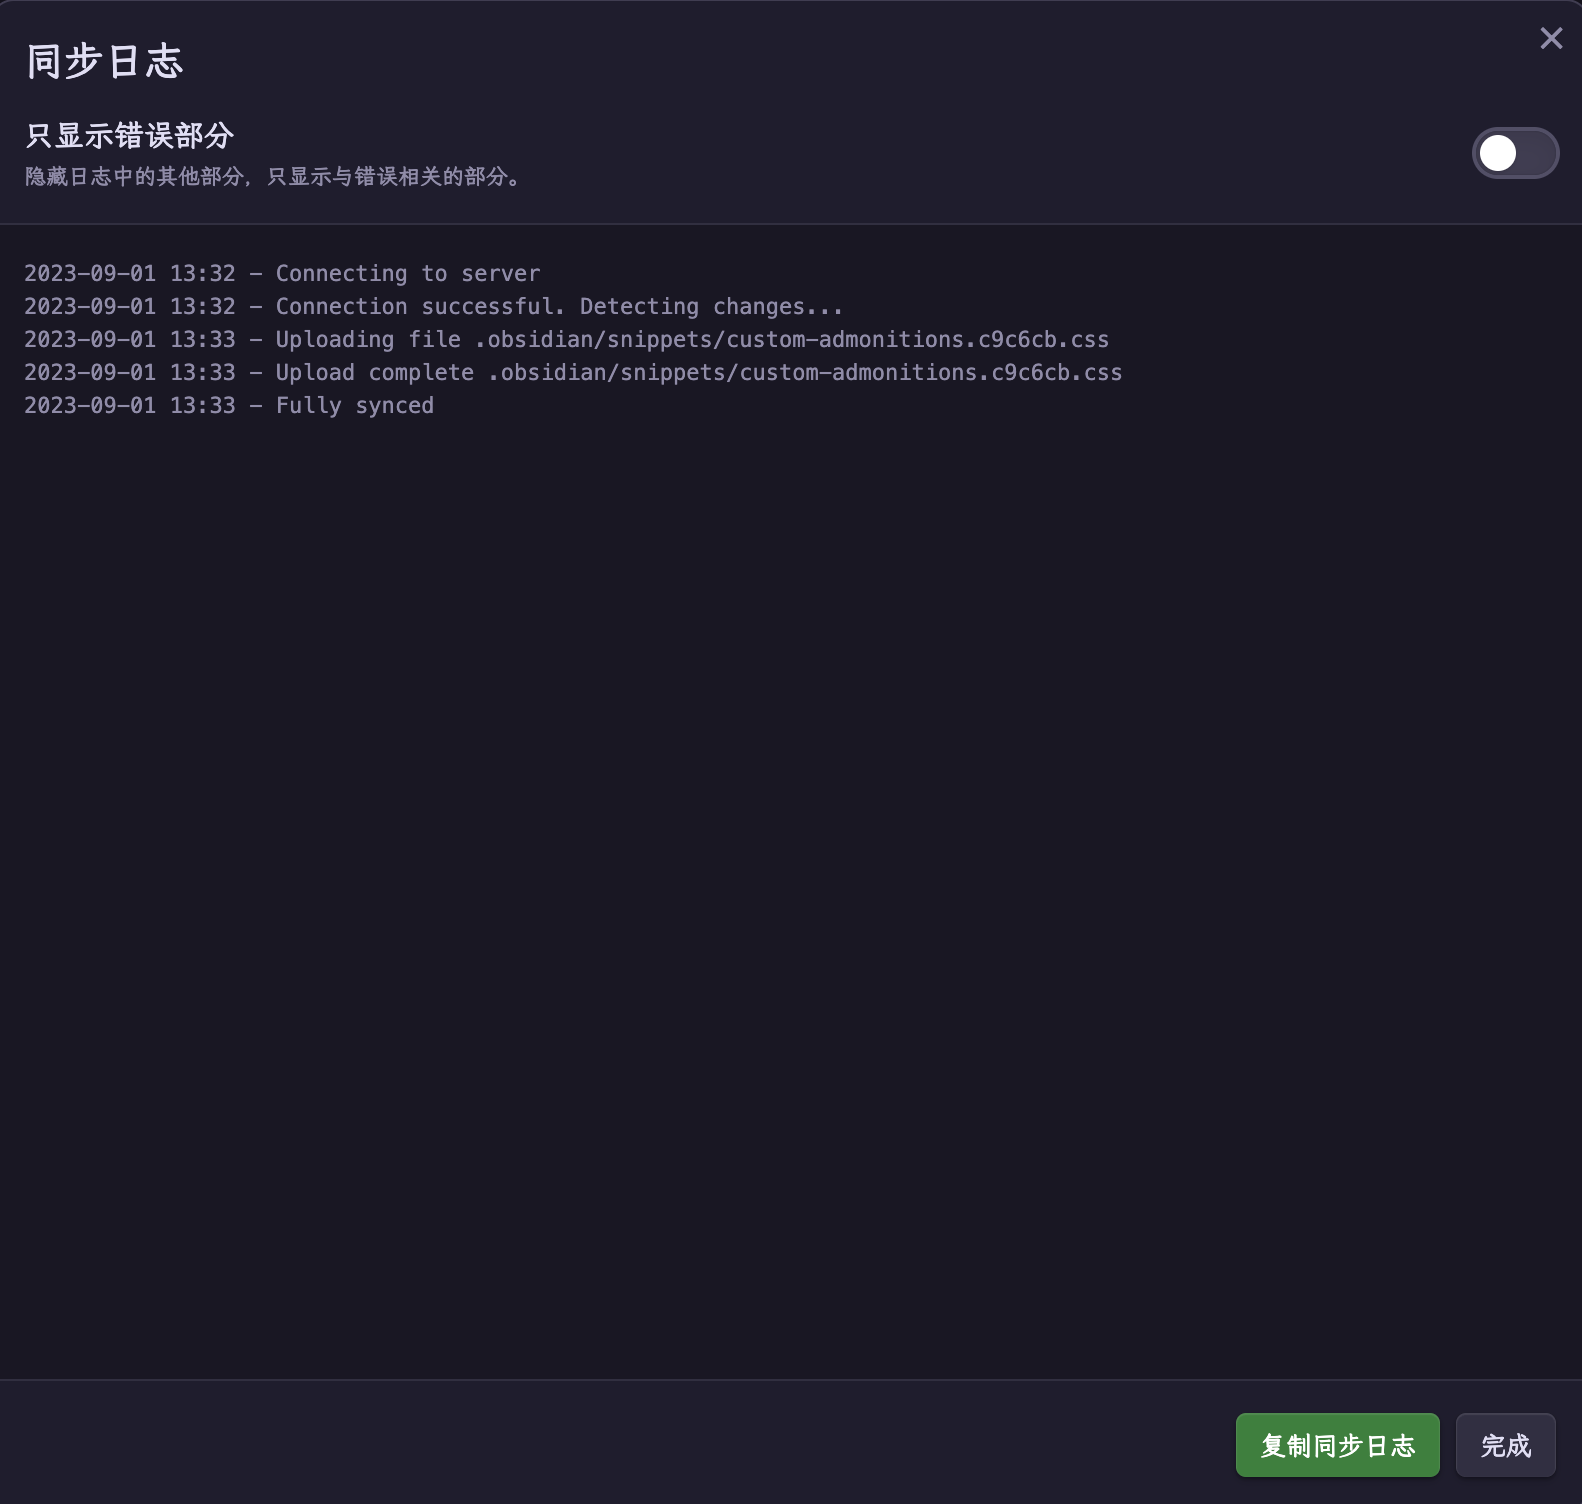 同步日志
只显示错误部分
隐藏日志中的其他部分，只显示与错误相关的部分。
2023-09-01 13:32 - Connecting to server
2023-09-01 13:32 - Connection successful. Detecting changes...
2023-09-01 13:33 - Uploading file .obsidian/snippets/custom-admonitions.c9c6cb.css
2023-09-01 13:33 - Upload complete .obsidian/snippets/custom-admonitions.c9c6cb.css
2023-09-01 13:33 - Fully synced
复制同步日志
完成